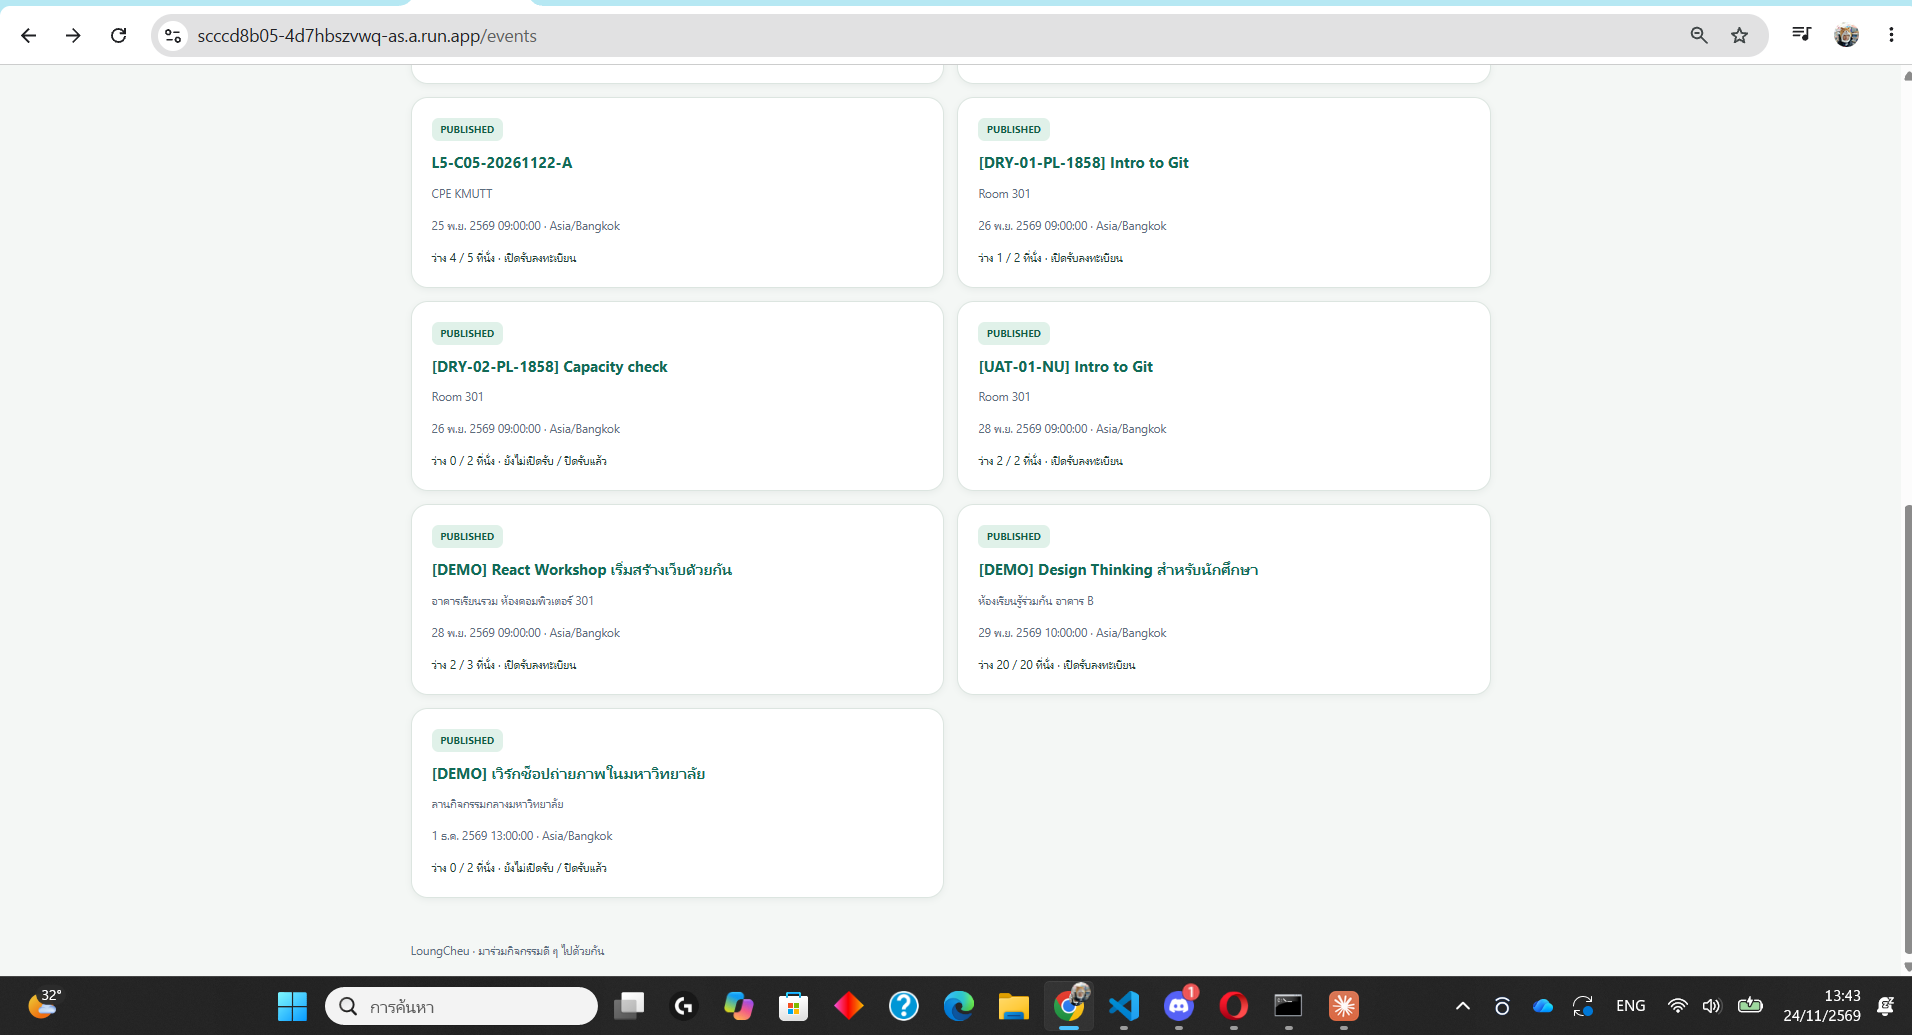 scccd8b05-4d7hbszvwq-as.a.run.app/events
PUBLISHED
L5-C05-20261122-A
CPE KMUTT
25 พ.ย. 2569 09:00:00 · Asia/Bangkok
ว่าง 4 / 5 ที่นั่ง · เปิดรับลงทะเบียน
PUBLISHED
[DRY-01-PL-1858] Intro to Git
Room 301
26 พ.ย. 2569 09:00:00 · Asia/Bangkok
ว่าง 1 / 2 ที่นั่ง · เปิดรับลงทะเบียน
PUBLISHED
[DRY-02-PL-1858] Capacity check
Room 301
26 พ.ย. 2569 09:00:00 · Asia/Bangkok
ว่าง 0 / 2 ที่นั่ง · ยังไม่เปิดรับ / ปิดรับแล้ว
PUBLISHED
[UAT-01-NU] Intro to Git
Room 301
28 พ.ย. 2569 09:00:00 · Asia/Bangkok
ว่าง 2 / 2 ที่นั่ง · เปิดรับลงทะเบียน
PUBLISHED
[DEMO] React Workshop เริ่มสร้างเว็บด้วยกัน
อาคารเรียนรวม ห้องคอมพิวเตอร์ 301
28 พ.ย. 2569 09:00:00 · Asia/Bangkok
ว่าง 2 / 3 ที่นั่ง · เปิดรับลงทะเบียน
PUBLISHED
[DEMO] Design Thinking สำหรับนักศึกษา
ห้องเรียนรู้ร่วมกัน อาคาร B
29 พ.ย. 2569 10:00:00 · Asia/Bangkok
ว่าง 20 / 20 ที่นั่ง · เปิดรับลงทะเบียน
PUBLISHED
[DEMO] เวิร์กช็อปถ่ายภาพในมหาวิทยาลัย
ลานกิจกรรมกลางมหาวิทยาลัย
1 ธ.ค. 2569 13:00:00 · Asia/Bangkok
ว่าง 0 / 2 ที่นั่ง · ยังไม่เปิดรับ / ปิดรับแล้ว
LoungCheu · มาร่วมกิจกรรมดี ๆ ไปด้วยกัน
32°
การค้นหา
1
ENG
13:43
24/11/2569